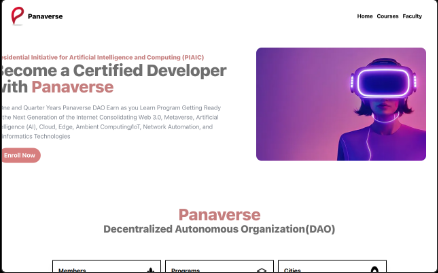 Panaverse
Home Courses Faculty
esidential Initiative for Artificial Intelligence and Computing (PIAIC)
Become a Certified Developer
with Panaverse
One and Quarter Years Panaverse DAO Earn as you Learn Program Getting Ready
the Next Generation of the Internet Consolidating Web 3.0, Metaverse, Artificial
elligence (AI), Cloud, Edge, Ambient Computing/IoT, Network Automation, and
informatics Technologies
Enroll Now
Panaverse
Decentralized Autonomous Organization(DAO)
Members Programs Cities